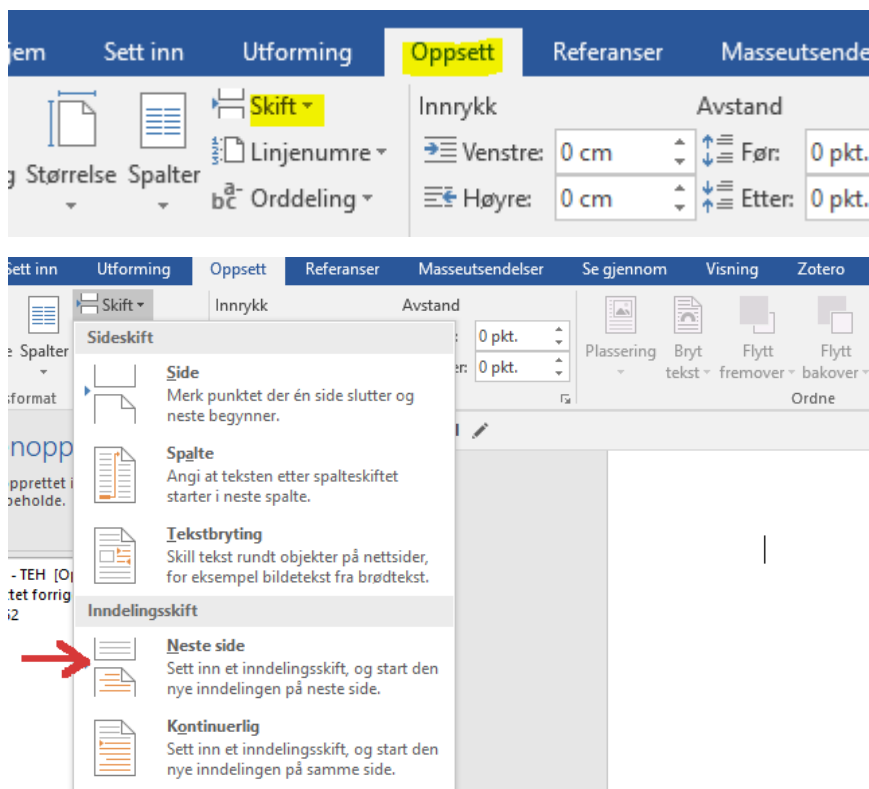 jem Sett inn Utforming Oppsett Referanser Masseutsende
Skift Innrykk Avstand
Linjenumre Venstre: 0 cm Før: 0 pkt.
g Størrelse Spalter
Orddeling Høyre: 0 cm Etter: 0 pkt.
Sett inn Utforming Oppsett Referanser Masseutsendelser Se gjennom Visning Zotero
Skift Innrykk Avstand
Sideskift : 0 pkt.
e Spalter er: 0 pkt. Plassering Bryt Flytt Flytt
tekst fremover bakover
sformat Ordne
Side
Merk punktet der én side slutter og
neste begynner.
nopp
Spalte
Angi at teksten etter spalteskiftet
starter i neste spalte.
opprettet i
beholde.
Tekstbryting
Skill tekst rundt objekter på nettsider,
for eksempel bildetekst fra brødtekst.
- TEH [O
tet forrig
52
Inndelingsskift
Neste side
Sett inn et inndelingsskift, og start den
nye inndelingen på neste side.
Kontinuerlig
Sett inn et inndelingsskift, og start den
nye inndelingen på samme side.